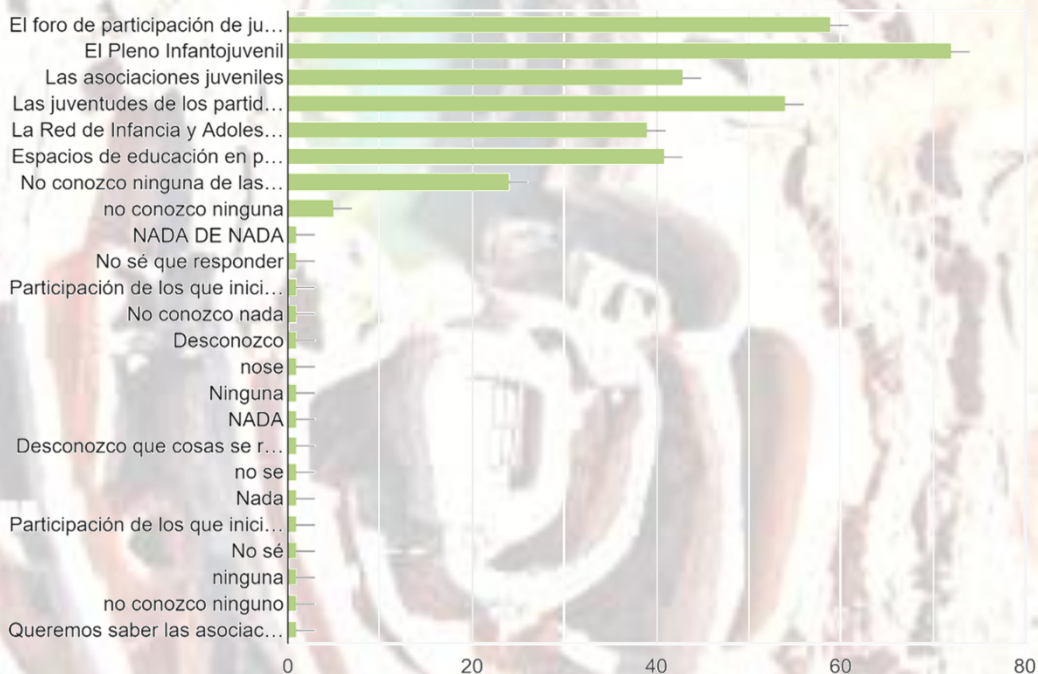 El foro de participación de ju...
El Pleno Infantojuvenil
Las asociaciones juveniles
Las juventudes de los partid...
La Red de Infancia y Adoles...
Espacios de educación en p...
No conozco ninguna de las...
no conozco ninguna
NADA DE NADA
No sé que responder
Participación de los que inici...
No conozco nada
Desconozco
nose
Ninguna
NADA
Desconozco que cosas se r...
no se
Nada
Participación de los que inici...
No sé
ninguna
no conozco ninguno
Queremos saber las asociac...
0 20 40 60 80